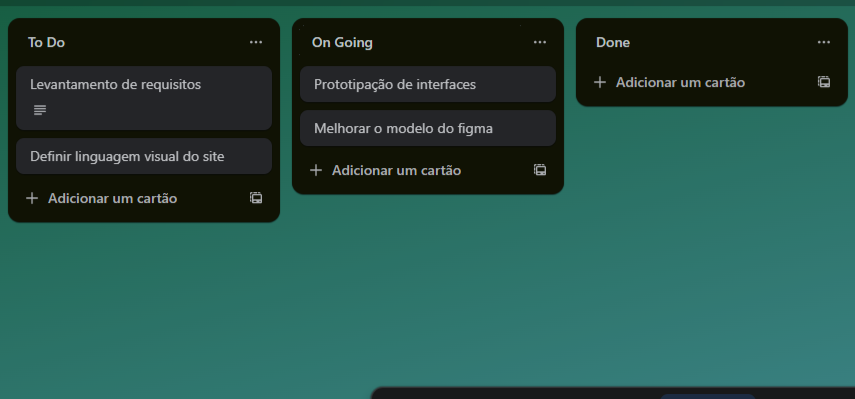 To Do
Levantamento de requisitos
Definir linguagem visual do site
Adicionar um cartão
On Going
Prototipação de interfaces
Melhorar o modelo do figma
Adicionar um cartão
Done
Adicionar um cartão